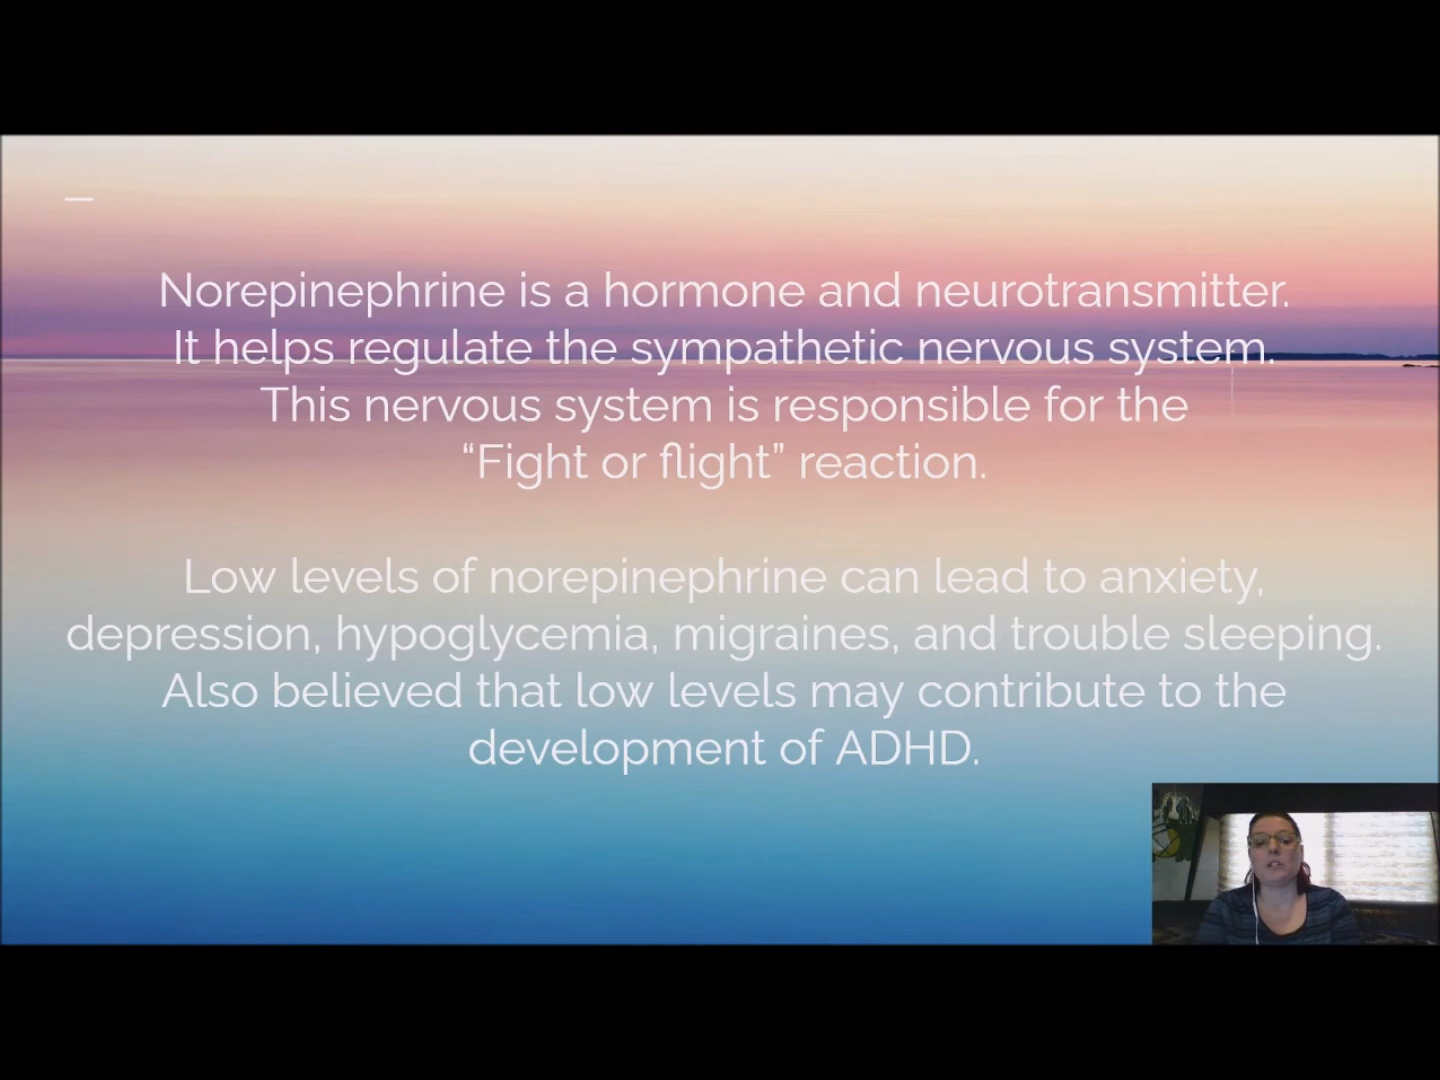 Norepinephrine is a hormone and neurotransmitter.
It helps regulate the sympathetic nervous system.
This nervous system is responsible for the
“Fight or flight” reaction.
Low levels of norepinephrine can lead to anxiety,
depression, hypoglycemia, migraines, and trouble sleeping.
Also believed that low levels may contribute to the
development of ADHD.